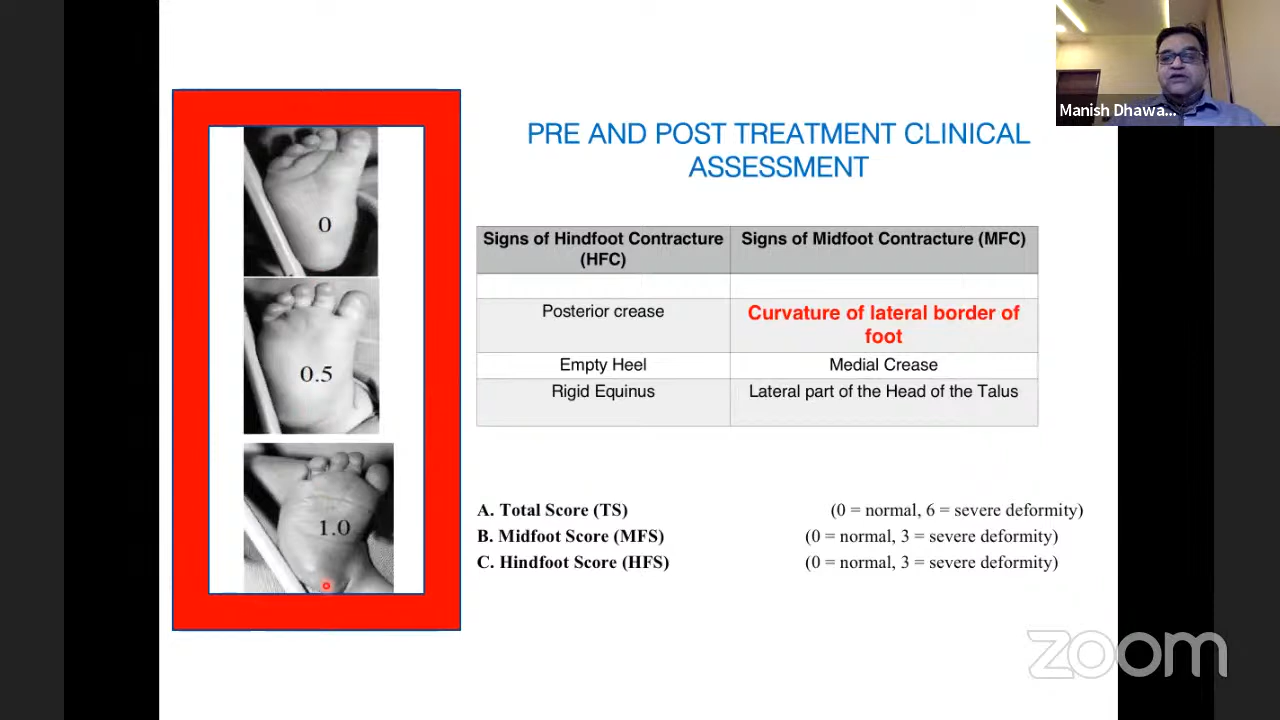 Manish Dhawa...
PRE AND POST TREATMENT CLINICAL
ASSESSMENT
0
0.5
1.0
Signs of Hindfoot Contracture
(HFC)
Signs of Midfoot Contracture (MFC)
Posterior crease
Curvature of lateral border of
foot
Empty Heel
Medial Crease
Rigid Equinus
Lateral part of the Head of the Talus
A. Total Score (TS) (0 = normal, 6 = severe deformity)
B. Midfoot Score (MFS) (0 = normal, 3 = severe deformity)
C. Hindfoot Score (HFS) (0 = normal, 3 = severe deformity)
zoom